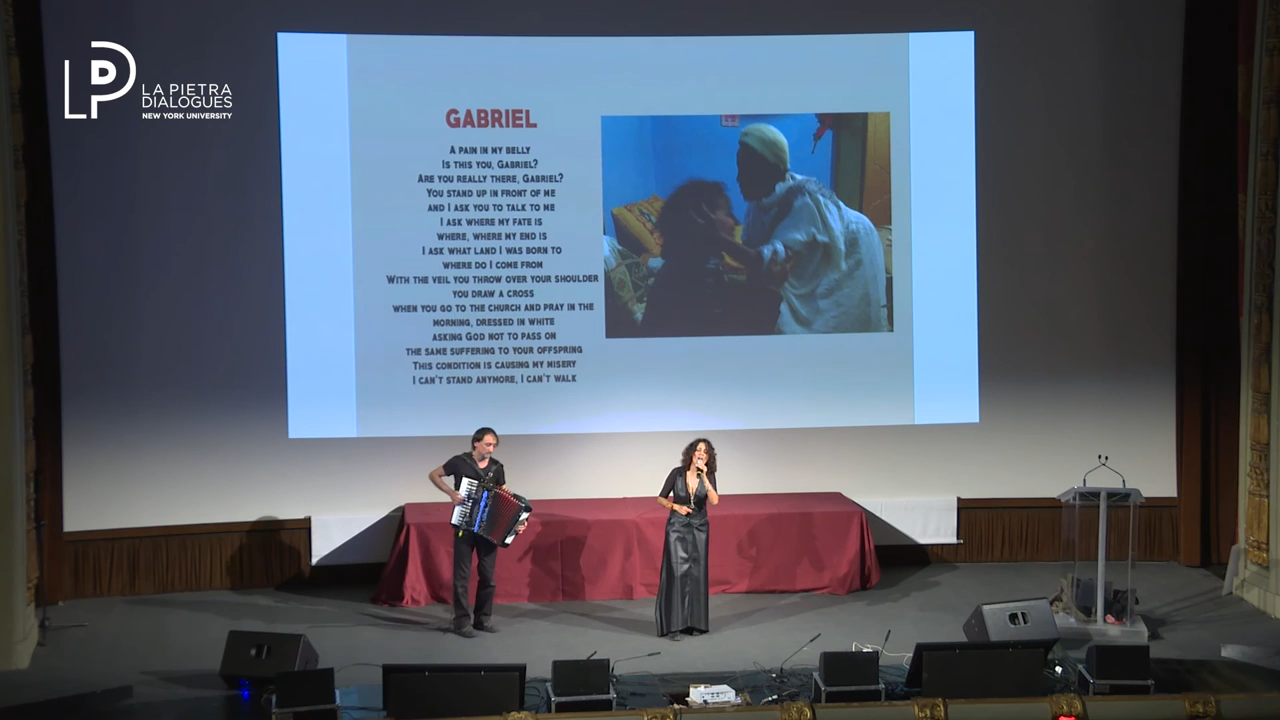 LA PIETRA
DIALOGUES
NEW YORK UNIVERSITY
GABRIEL
A PAIN IN MY BELLY
IS THIS YOU, GABRIEL?
ARE YOU REALLY THERE, GABRIEL?
YOU STAND UP IN FRONT OF ME
AND I ASK YOU TO TALK TO ME
I ASK WHERE MY FATE IS
WHERE, WHERE MY END IS
I ASK WHAT LAND I WAS BORN TO
WHERE DO I COME FROM
WITH THE VEIL YOU THROW OVER YOUR SHOULDER
YOU DRAW A CROSS
WHEN YOU GO TO THE CHURCH AND PRAY IN THE
MORNING, DRESSED IN WHITE
ASKING GOD NOT TO PASS ON
THE SAME SUFFERING TO YOUR OFFSPRING
THIS CONDITION IS CAUSING MY MISERY
I CAN'T STAND ANYMORE, I CAN'T WALK